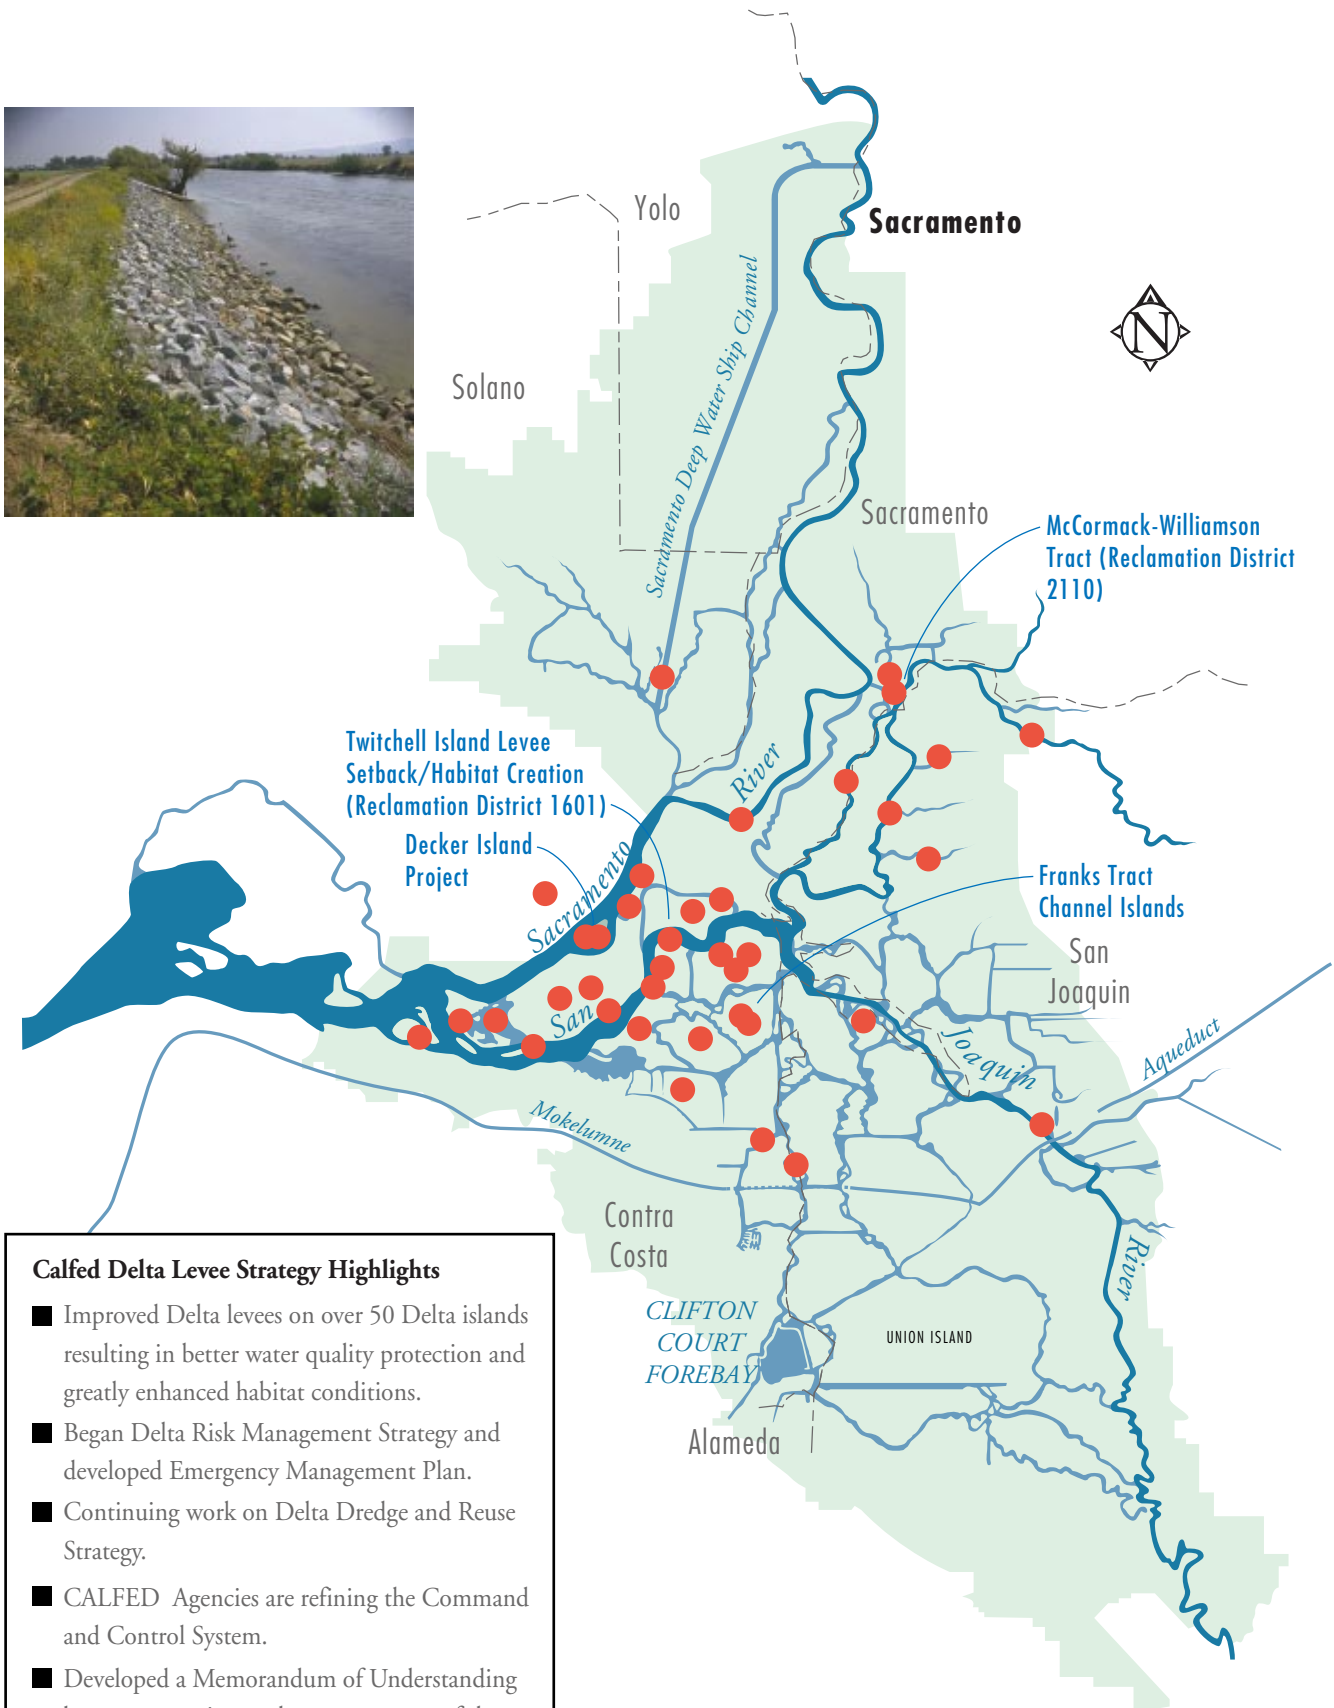 Yolo
Sacramento
N
Solano
Sacramento Deep Water Ship Channel
Sacramento
McCormack-Williamson
Tract (Reclamation District
2110)
Twitchell Island Levee
Setback/Habitat Creation
(Reclamation District 1601)
River
Decker Island
Project
Sacramento
Franks Tract
Channel Islands
San
Joaquin
San
Joaquin
Aqueduct
Mokelumne
Contra
Costa
River
CLIFTON
COURT
FOREBAY
UNION ISLAND
Alameda
Calfed Delta Levee Strategy Highlights
■ Improved Delta levees on over 50 Delta islands
resulting in better water quality protection and
greatly enhanced habitat conditions.
■ Began Delta Risk Management Strategy and
developed Emergency Management Plan.
■ Continuing work on Delta Dredge and Reuse
Strategy.
■ CALFED Agencies are refining the Command
and Control System.
■ Developed a Memorandum of Understanding